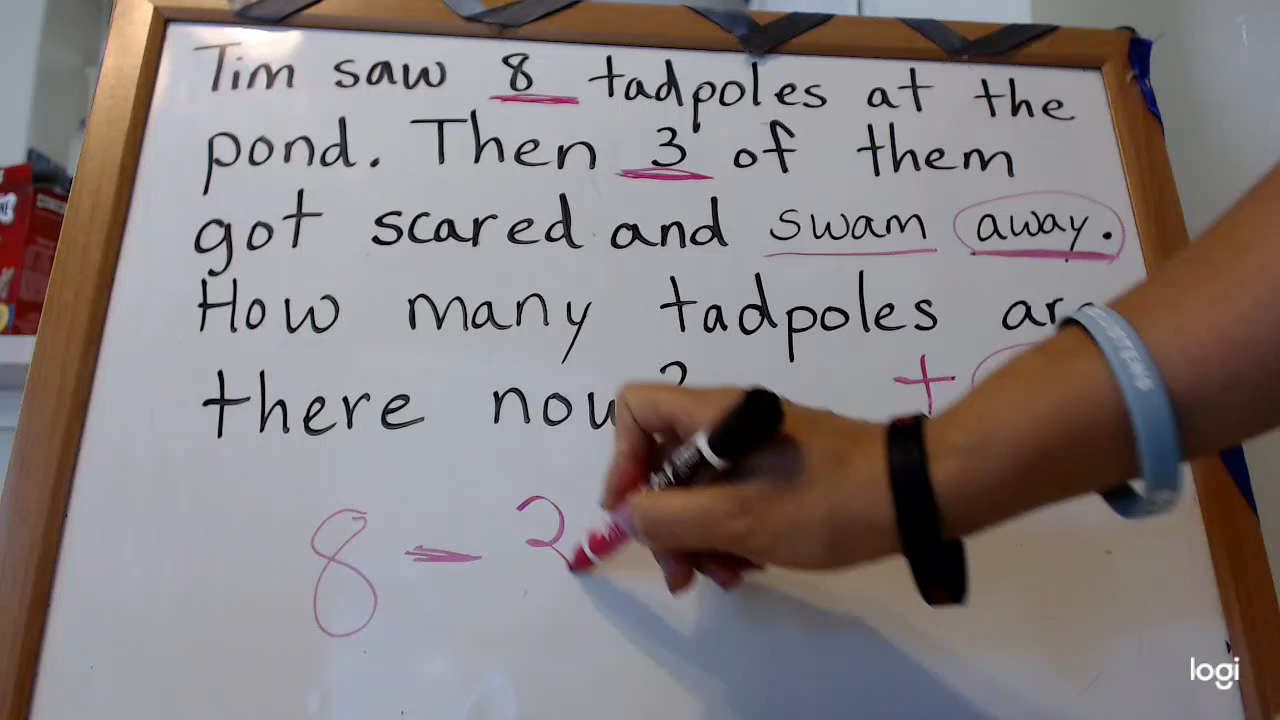 Tim saw 8 tadpoles at the
pond. Then 3 of them
got scared and swam away.
How many tadpoles
there
+
8 -
logi